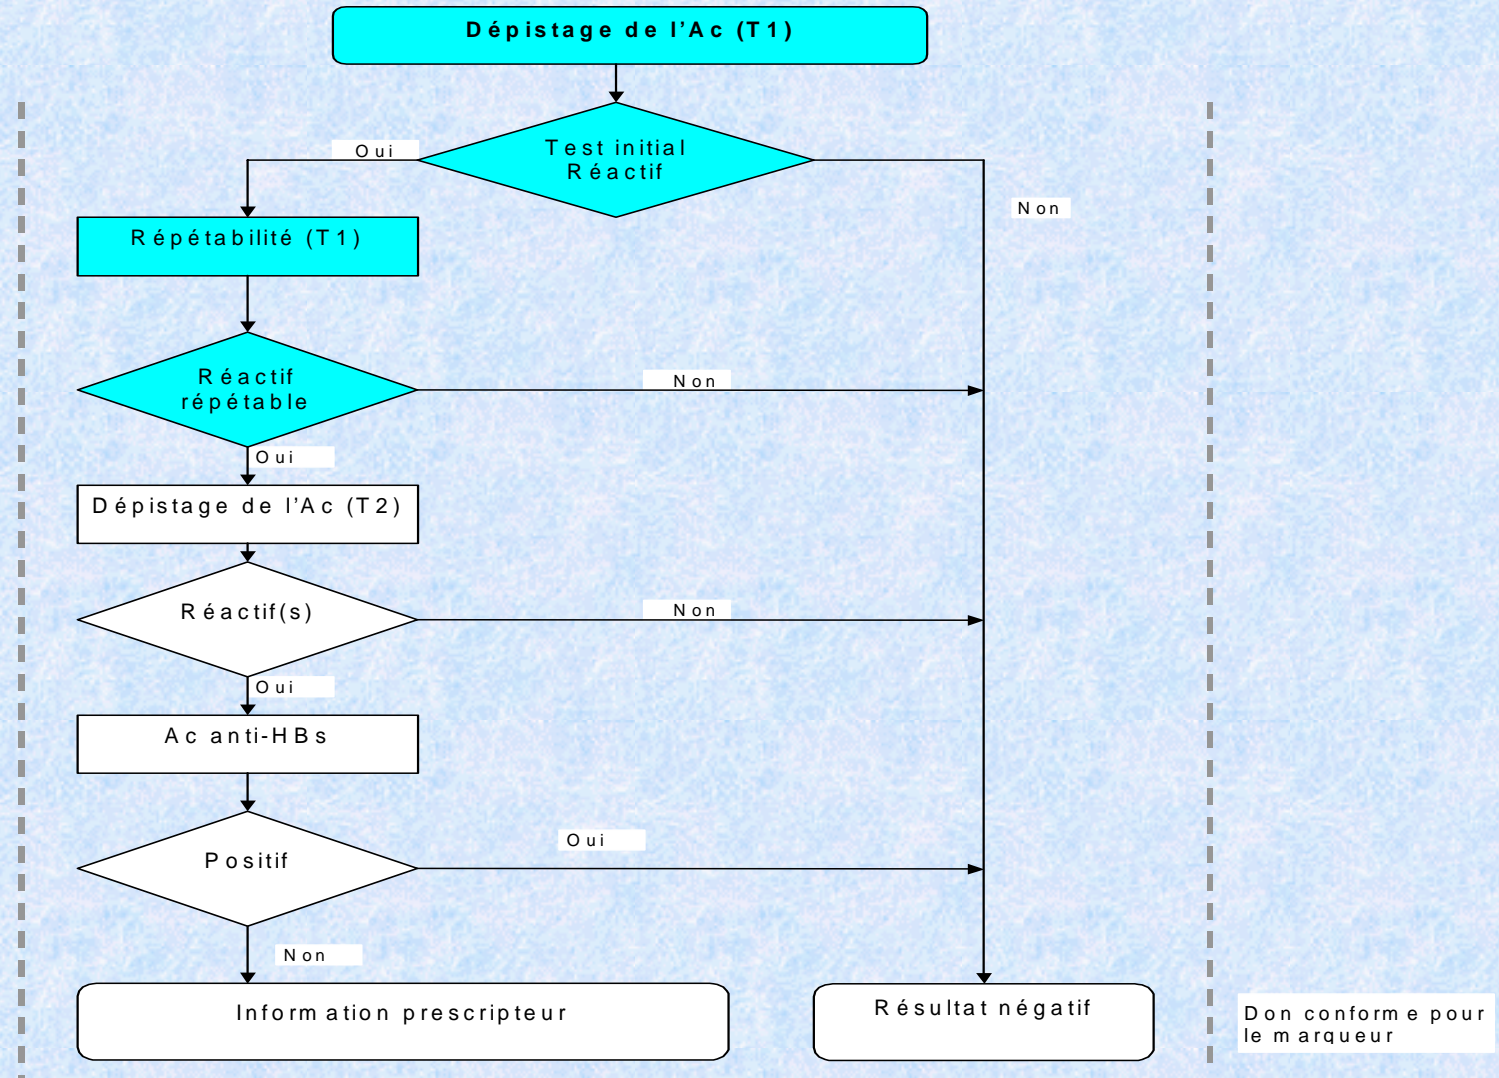 Dépistage de l'Ac (T1)
Test initial
Réactif
Oui
Non
Répétabilité (T1)
Réactif
répétable
Non
Oui
Dépistage de l'Ac (T2)
Réactif(s)
Non
Oui
Ac anti-HBs
Positif
Oui
Non
Information prescripteur
Résultat négatif
Don conforme pour
le marqueur